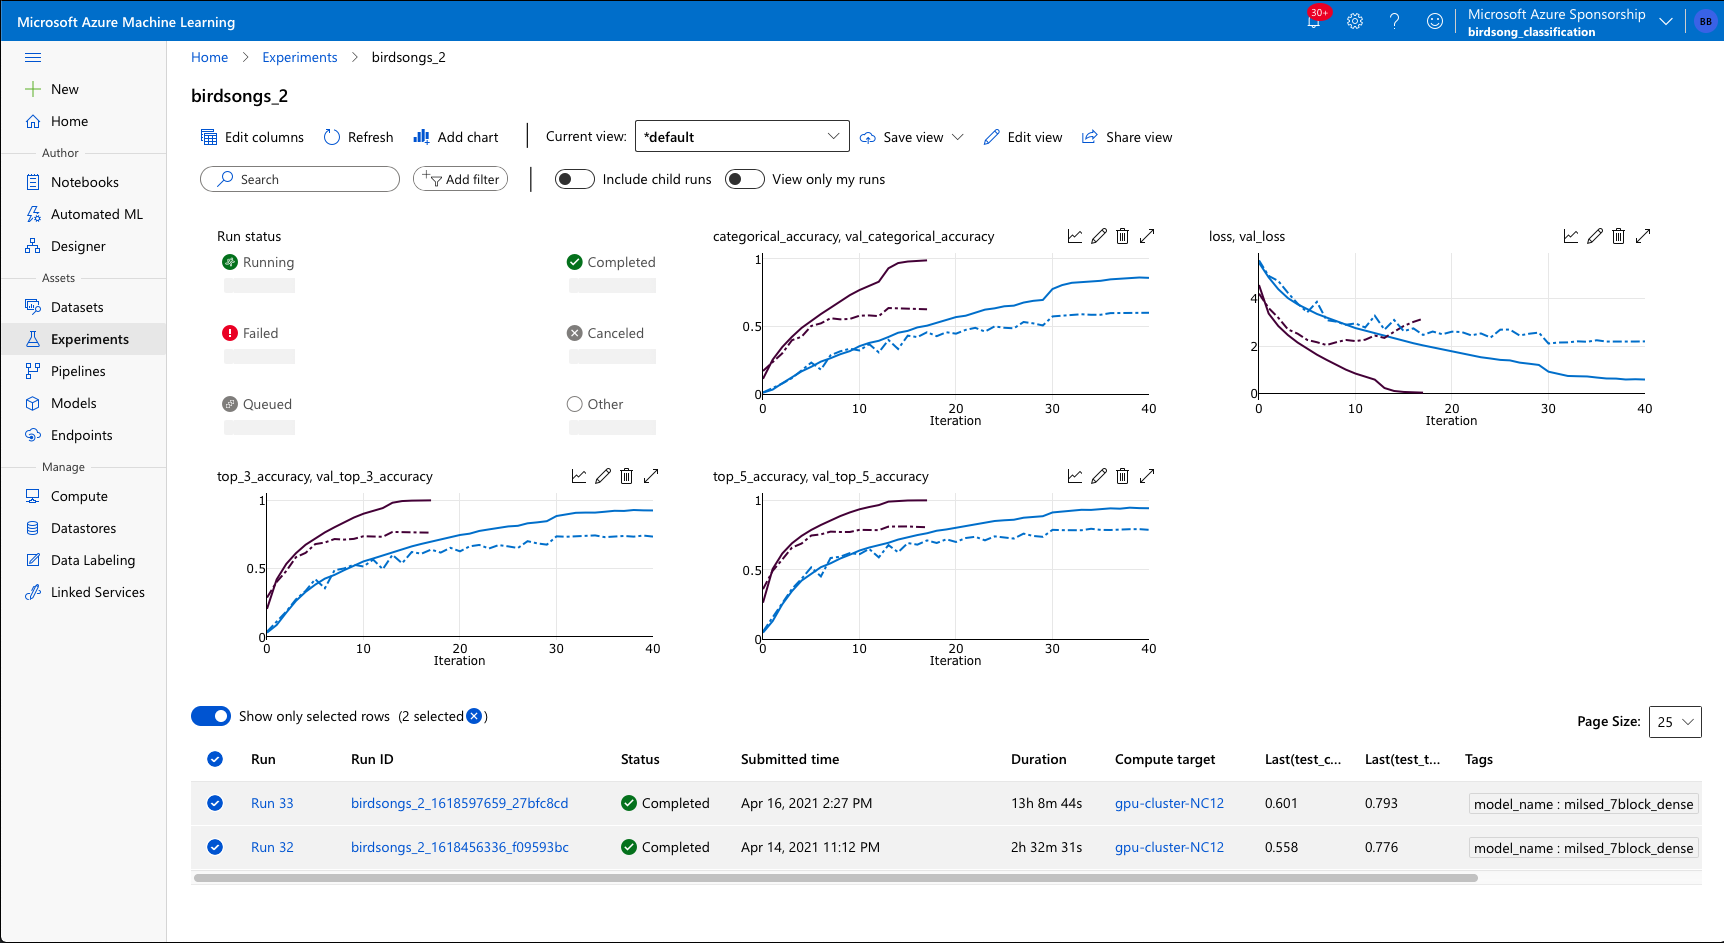 Microsoft Azure Machine Learning
30+
Microsoft Azure Sponsorship
birdsong_classification
BB
New
Home
Author
Notebooks
Automated ML
Designer
Assets
Datasets
Experiments
Pipelines
Models
Endpoints
Manage
Compute
Datastores
Data Labeling
Linked Services
Home > Experiments > birdsongs_2
birdsongs_2
Edit columns Refresh Add chart Current view: *default Save view Edit view Share view
Search Add filter Include child runs View only my runs
Run status
Running Completed
Failed Canceled
Queued Other
categorical_accuracy, val_categorical_accuracy
1
0.5
0
0 10 20 30 40
Iteration
loss, val_loss
4
2
0
0 10 20 30 40
Iteration
top_3_accuracy, val_top_3_accuracy
1
0.5
0
0 10 20 30 40
Iteration
top_5_accuracy, val_top_5_accuracy
1
0.5
0
0 10 20 30 40
Iteration
Show only selected rows (2 selected )
Page Size: 25
Run Run ID Status Submitted time Duration Compute target Last(test_c... Last(test_t... Tags
Run 33 birdsongs_2_1618597659_27bfc8cd Completed Apr 16, 2021 2:27 PM 13h 8m 44s gpu-cluster-NC12 0.601 0.793 model_name : milsed_7block_dense
Run 32 birdsongs_2_1618456336_f09593bc Completed Apr 14, 2021 11:12 PM 2h 32m 31s gpu-cluster-NC12 0.558 0.776 model_name : milsed_7block_dense